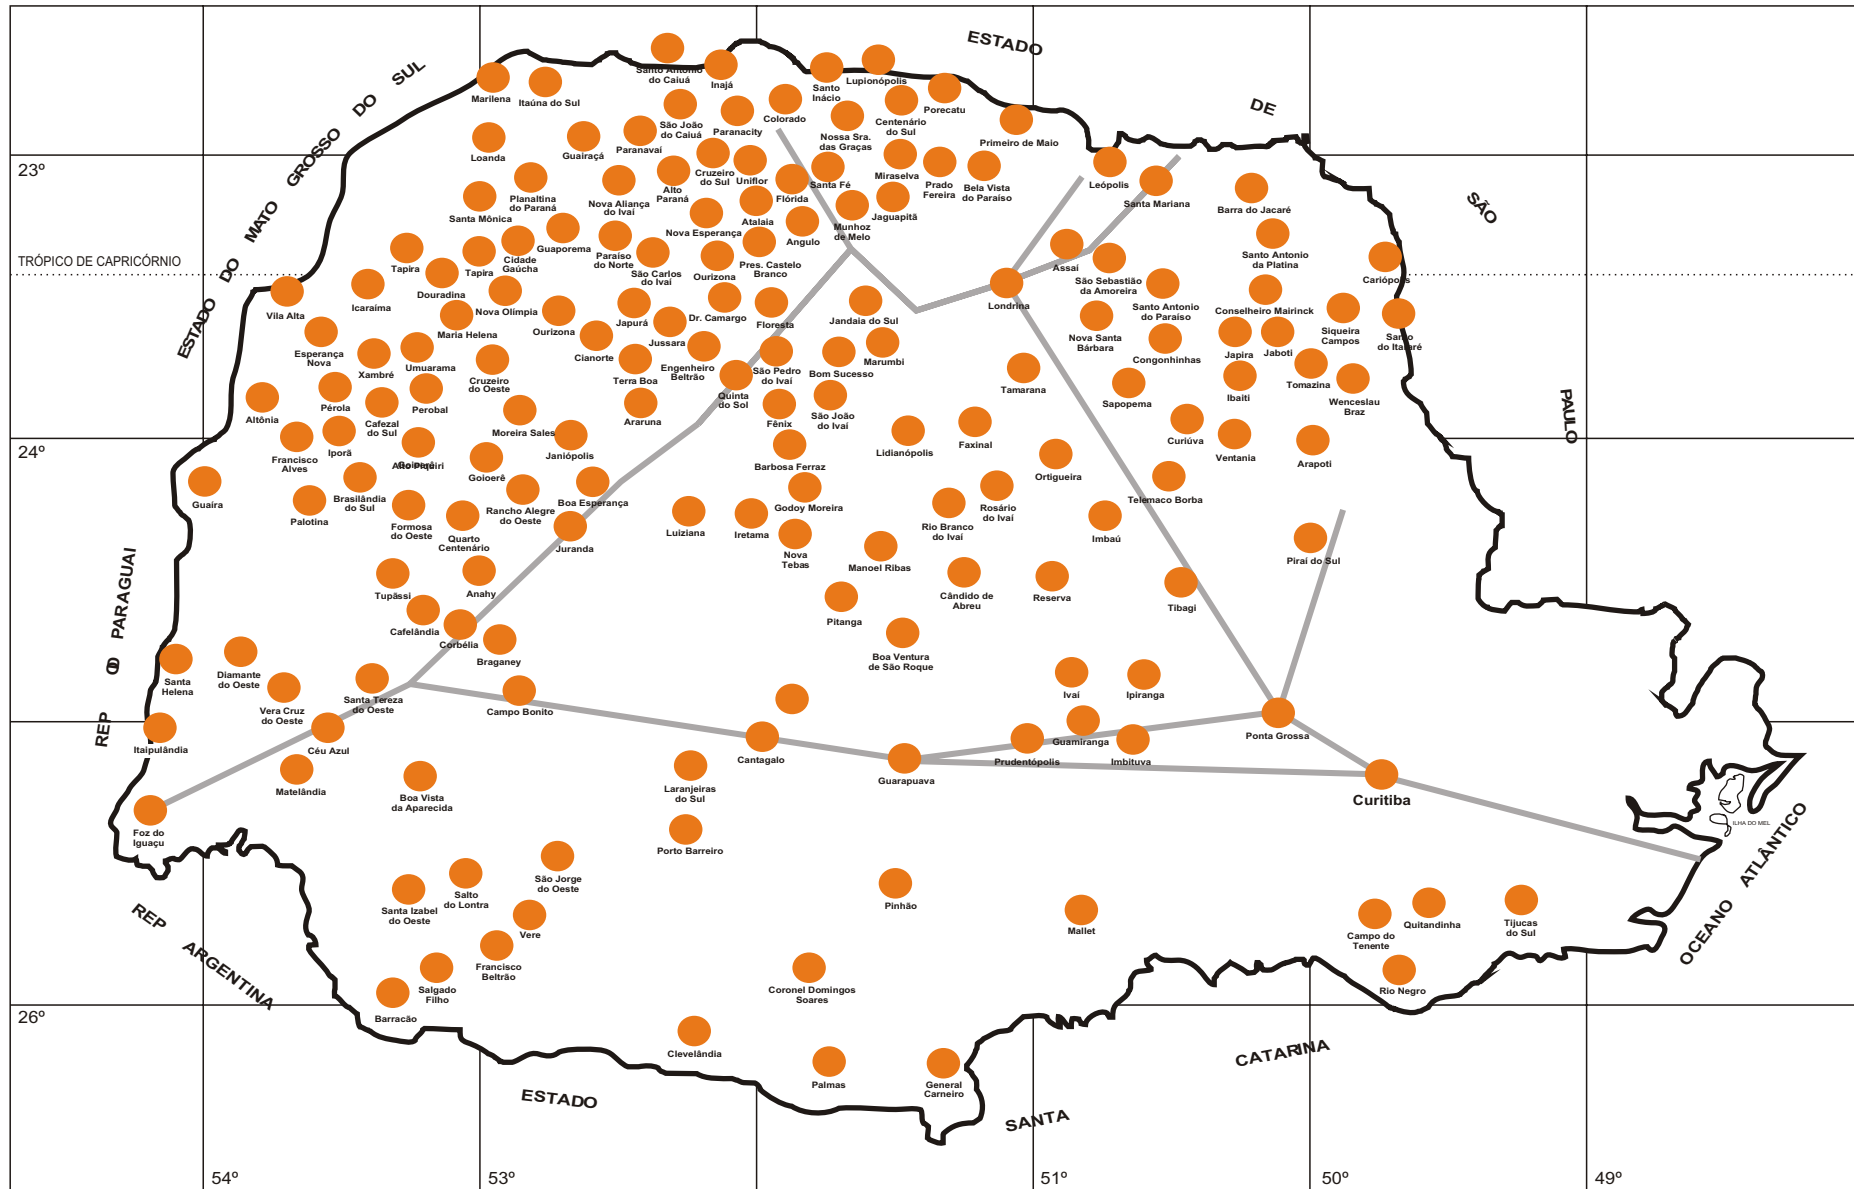 ESTADO
DE
SÃO
PAULO
ESTADO DO MATO GROSSO DO SUL
Santo Antonio
do Caiuá
Inajá
Santo
Inácio
Lupionópolis
Marilena
Itaúna do Sul
São João
do Caiuá
Paranacity
Colorado
Nossa Sra.
das Graças
Centenário
do Sul
Porecatu
Primeiro de Maio
Loanda
Guairaçá
Paranavaí
23º
Planaltina
do Paraná
Nova Aliança
do Ivaí
Alto
Paraná
Cruzeiro
do Sul
Uniflor
Flórida
Santa Fé
Miraselva
Prado
Fereira
Bela Vista
do Paraíso
Leópolis
Santa Mariana
Barra do Jacaré
Santa Mônica
Guaporema
Nova Esperança
Atalaia
Angulo
Munhoz
de Melo
Jaguapitã
TRÓPICO DE CAPRICÓRNIO
Tapira
Tapira
Cidade
Gaúcha
Paraíso
do Norte
São Carlos
do Ivaí
Ourizona
Pres. Castelo
Branco
Assaí
São Sebastião
da Amoreira
Santo Antonio
da Platina
Cariópolis
Vila Alta
Icaraíma
Douradina
Nova Olímpia
Maria Helena
Ourizona
Japurá
Jussara
Dr. Camargo
Floresta
Jandaia do Sul
Londrina
Santo Antonio
do Paraíso
Conselheiro Mairinck
Siqueira
Campos
do Itararé
Esperança
Nova
Xambré
Umuarama
Cruzeiro
do Oeste
Cianorte
Terra Boa
Engenheiro
Beltrão
São Pedro
do Ivaí
Bom Sucesso
Marumbi
Nova Santa
Bárbara
Congonhinhas
Japira
Jaboti
Tomazina
Wenceslau
Braz
Altônia
Pérola
Cafezal
do Sul
Perobal
Moreira Sales
Araruna
Quinta
do Sol
Fênix
São João
do Ivaí
Tamarana
Sapopema
Ibaiti
24º
Francisco
Alves
Iporã
Goioerê
Janiópolis
Barbosa Ferraz
Lidianópolis
Faxinal
Ortigueira
Curiúva
Ventania
Arapoti
Guaíra
Palotina
Brasilândia
do Sul
Formosa
do Oeste
Quarto
Centenário
Rancho Alegre
do Oeste
Boa Esperança
Juranda
Luiziana
Iretama
Godoy Moreira
Nova
Tebas
Rio Branco
do Ivaí
Rosário
do Ivaí
Telemaco Borba
Imbaú
Piraí do Sul
REP DO PARAGUAI
Tupãssi
Anahy
Cafelândia
Corbélia
Braganey
Manoel Ribas
Pitanga
Cândido de
Abreu
Reserva
Tibagi
Boa Ventura
de São Roque
Santa
Helena
Diamante
do Oeste
Vera Cruz
do Oeste
Santa Tereza
do Oeste
Campo Bonito
Ivaí
Ipiranga
Itaipulândia
Céu Azul
Cantagalo
Guarapuava
Prudentópolis
Guamiranga
Imbituva
Ponta Grossa
Matelândia
Boa Vista
da Aparecida
Laranjeiras
do Sul
Curitiba
Foz do
Iguaçu
Porto Barreiro
ILHA DO MEL
OCEANO ATLÂNTICO
São Jorge
do Oeste
Salto
do Lontra
Santa Izabel
do Oeste
Vere
Pinhão
Mallet
Campo do
Tenente
Quitandinha
Tijucas
do Sul
REP ARGENTINA
Francisco
Beltrão
Salgado
Filho
Barracão
Coronel Domingos
Soares
Rio Negro
26º
Clevelândia
Palmas
General
Carneiro
ESTADO
SANTA
CATARINA
54º
53º
51º
50º
49º